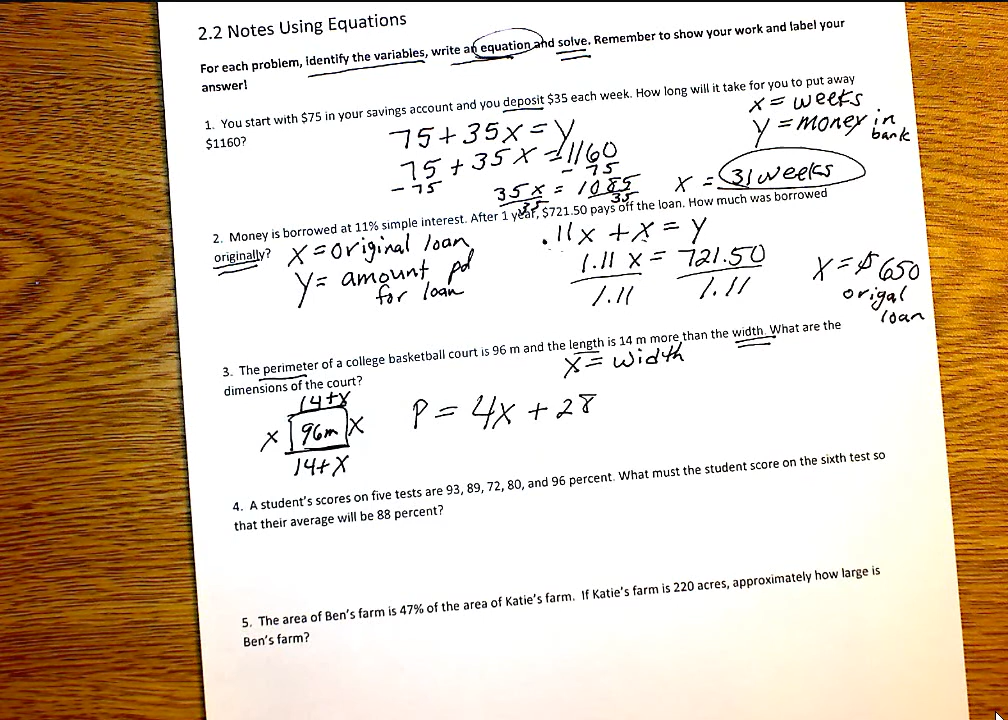 2.2 Notes Using Equations
For each problem, identify the variables, write an equation and solve. Remember to show your work and label your
answer!
1. You start with $75 in your savings account and you deposit $35 each week. How long will it take for you to put away
$1160?
x = weeks
y = money in
bank
75 + 35x = y
75 + 35x = 1160
- 75 - 75
35x = 1085
35 35
x = 31 weeks
2. Money is borrowed at 11% simple interest. After 1 year, $721.50 pays off the loan. How much was borrowed
originally?
x = original loan
y = amount pd
for loan
.11x + x = y
1.11 x = 721.50
1.11 1.11
x = $650
origal
loan
3. The perimeter of a college basketball court is 96 m and the length is 14 m more than the width. What are the
dimensions of the court?
x = width
14+x
x 96m x
14+x
P = 4x + 28
4. A student's scores on five tests are 93, 89, 72, 80, and 96 percent. What must the student score on the sixth test so
that their average will be 88 percent?
5. The area of Ben's farm is 47% of the area of Katie's farm. If Katie's farm is 220 acres, approximately how large is
Ben's farm?